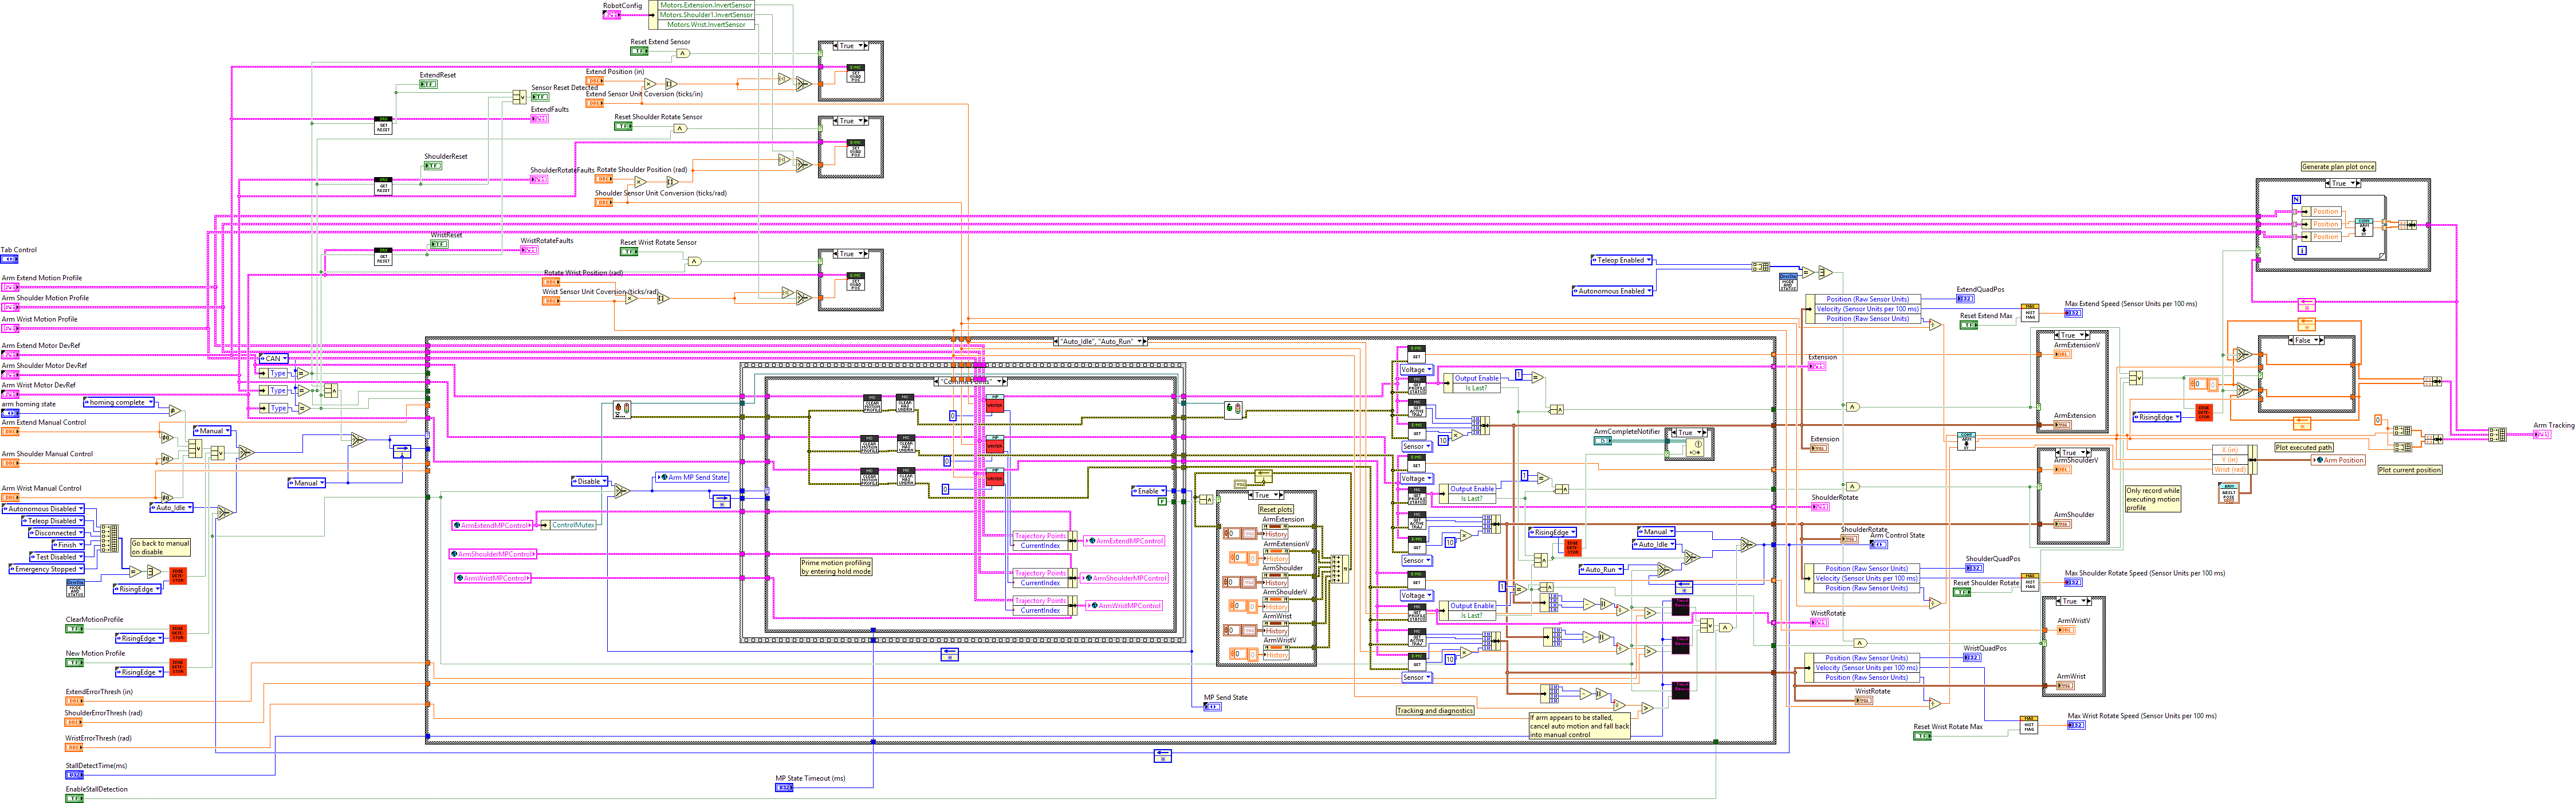 RobotConfig
Motors.Extension.InvertSensor
Motors.Shoulder1.InvertSensor
Motors.Wrist.InvertSensor
Reset Extend Sensor
True
Extend Position (in)
Extend Sensor Unit Coversion (ticks/in)
ExtendReset
Sensor Reset Detected
ExtendFaults
GET
RESET
Reset Shoulder Rotate Sensor
True
ShoulderReset
ShoulderRotateFaults
Rotate Shoulder Position (rad)
Shoulder Sensor Unit Conversion (ticks/rad)
GET
RESET
WristReset
WristRotateFaults
Reset Wrist Rotate Sensor
True
Rotate Wrist Position (rad)
Wrist Sensor Unit Coversion (ticks/rad)
GET
RESET
Generate plan plot once
True
N
Position
Position
Position
i
Tab Control
Arm Extend Motion Profile
Arm Shoulder Motion Profile
Arm Wrist Motion Profile
Arm Extend Motor DevRef
Arm Shoulder Motor DevRef
Arm Wrist Motor DevRef
arm homing state
Arm Extend Manual Control
Arm Shoulder Manual Control
Arm Wrist Manual Control
CAN
Type
Type
Type
homing complete
Manual
Manual
Auto_Idle
Autonomous Disabled
Teleop Disabled
Disconnected
Finish
Test Disabled
Emergency Stopped
Go back to manual
on disable
RisingEdge
ClearMotionProfile
RisingEdge
New Motion Profile
RisingEdge
ExtendErrorThresh (in)
ShoulderErrorThresh (rad)
WristErrorThresh (rad)
StallDetectTime(ms)
EnableStallDetection
"Auto_Idle", "Auto_Run"
Disable
Arm MP Send State
ArmExtendMPControl
ControlMutex
ArmShoulderMPControl
ArmWristMPControl
Prime motion profiling
by entering hold mode
Trajectory Points
CurrentIndex
ArmExtendMPControl
Trajectory Points
CurrentIndex
ArmShoulderMPControl
Trajectory Points
CurrentIndex
ArmWristMPControl
MP State Timeout (ms)
Enable
F
MP Send State
True
Reset plots
ArmExtension
History
ArmExtensionV
History
ArmShoulder
History
ArmShoulderV
History
ArmWrist
History
ArmWristV
History
Voltage
Output Enable
Is Last?
1
10
Sensor
Voltage
Output Enable
Is Last?
1
10
Sensor
Voltage
Output Enable
Is Last?
1
10
Sensor
ArmCompleteNotifier
True
RisingEdge
Manual
Auto_Idle
Auto_Run
Tracking and diagnostics
If arm appears to be stalled,
cancel auto motion and fall back
into manual control
Teleop Enabled
Autonomous Enabled
Position (Raw Sensor Units)
Velocity (Sensor Units per 100 ms)
Position (Raw Sensor Units)
ExtendQuadPos
Reset Extend Max
Max Extend Speed (Sensor Units per 100 ms)
Extension
Extension
ShoulderRotate
ShoulderRotate
Arm Control State
ShoulderQuadPos
Position (Raw Sensor Units)
Velocity (Sensor Units per 100 ms)
Position (Raw Sensor Units)
Reset Shoulder Rotate
Max Shoulder Rotate Speed (Sensor Units per 100 ms)
WristRotate
WristQuadPos
Position (Raw Sensor Units)
Velocity (Sensor Units per 100 ms)
Position (Raw Sensor Units)
WristRotate
Reset Wrist Rotate Max
Max Wrist Rotate Speed (Sensor Units per 100 ms)
True
ArmExtensionV
ArmExtension
True
ArmShoulderV
ArmShoulder
True
ArmWristV
ArmWrist
RisingEdge
Only record while
executing motion
profile
False
X (in)
Y (in)
Wrist (rad)
Plot executed path
Arm Position
Plot current position
Arm Tracking